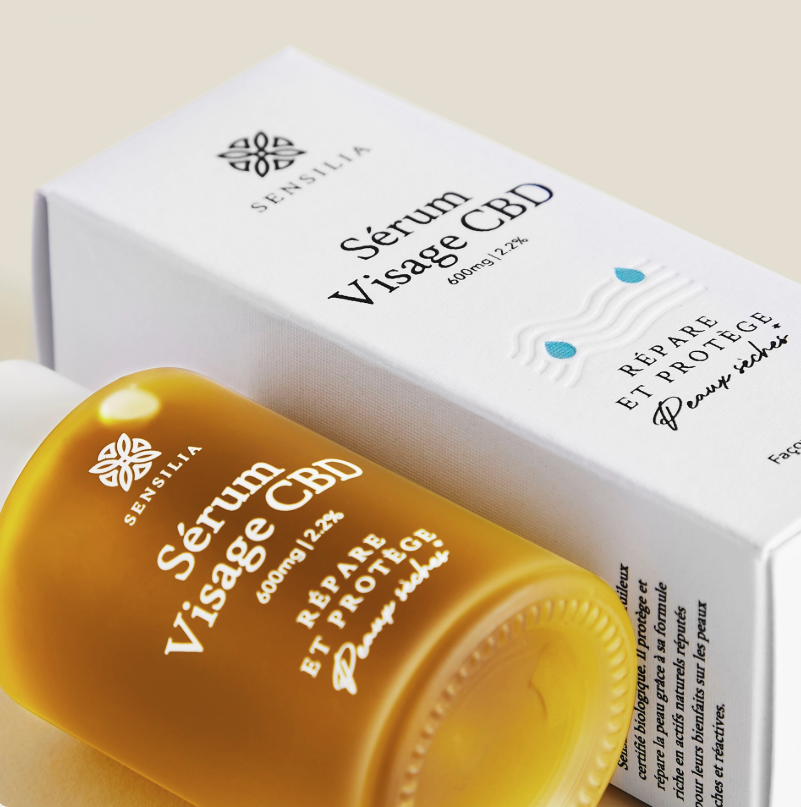 SENSILIA
Sérum
Visage CBD
600mg | 2.2%
RÉPARE
ET PROTÈGE
Peaux sèches*
SENSILIA
Sérum
Visage CBD
600mg | 2.2%
RÉPARE
ET PROTÈGE
Peaux sèches*
certifié biologique. Il protège et
répare la peau grâce à sa formule
riche en actifs naturels réputés
pour leurs bienfaits sur les peaux
et réactives.